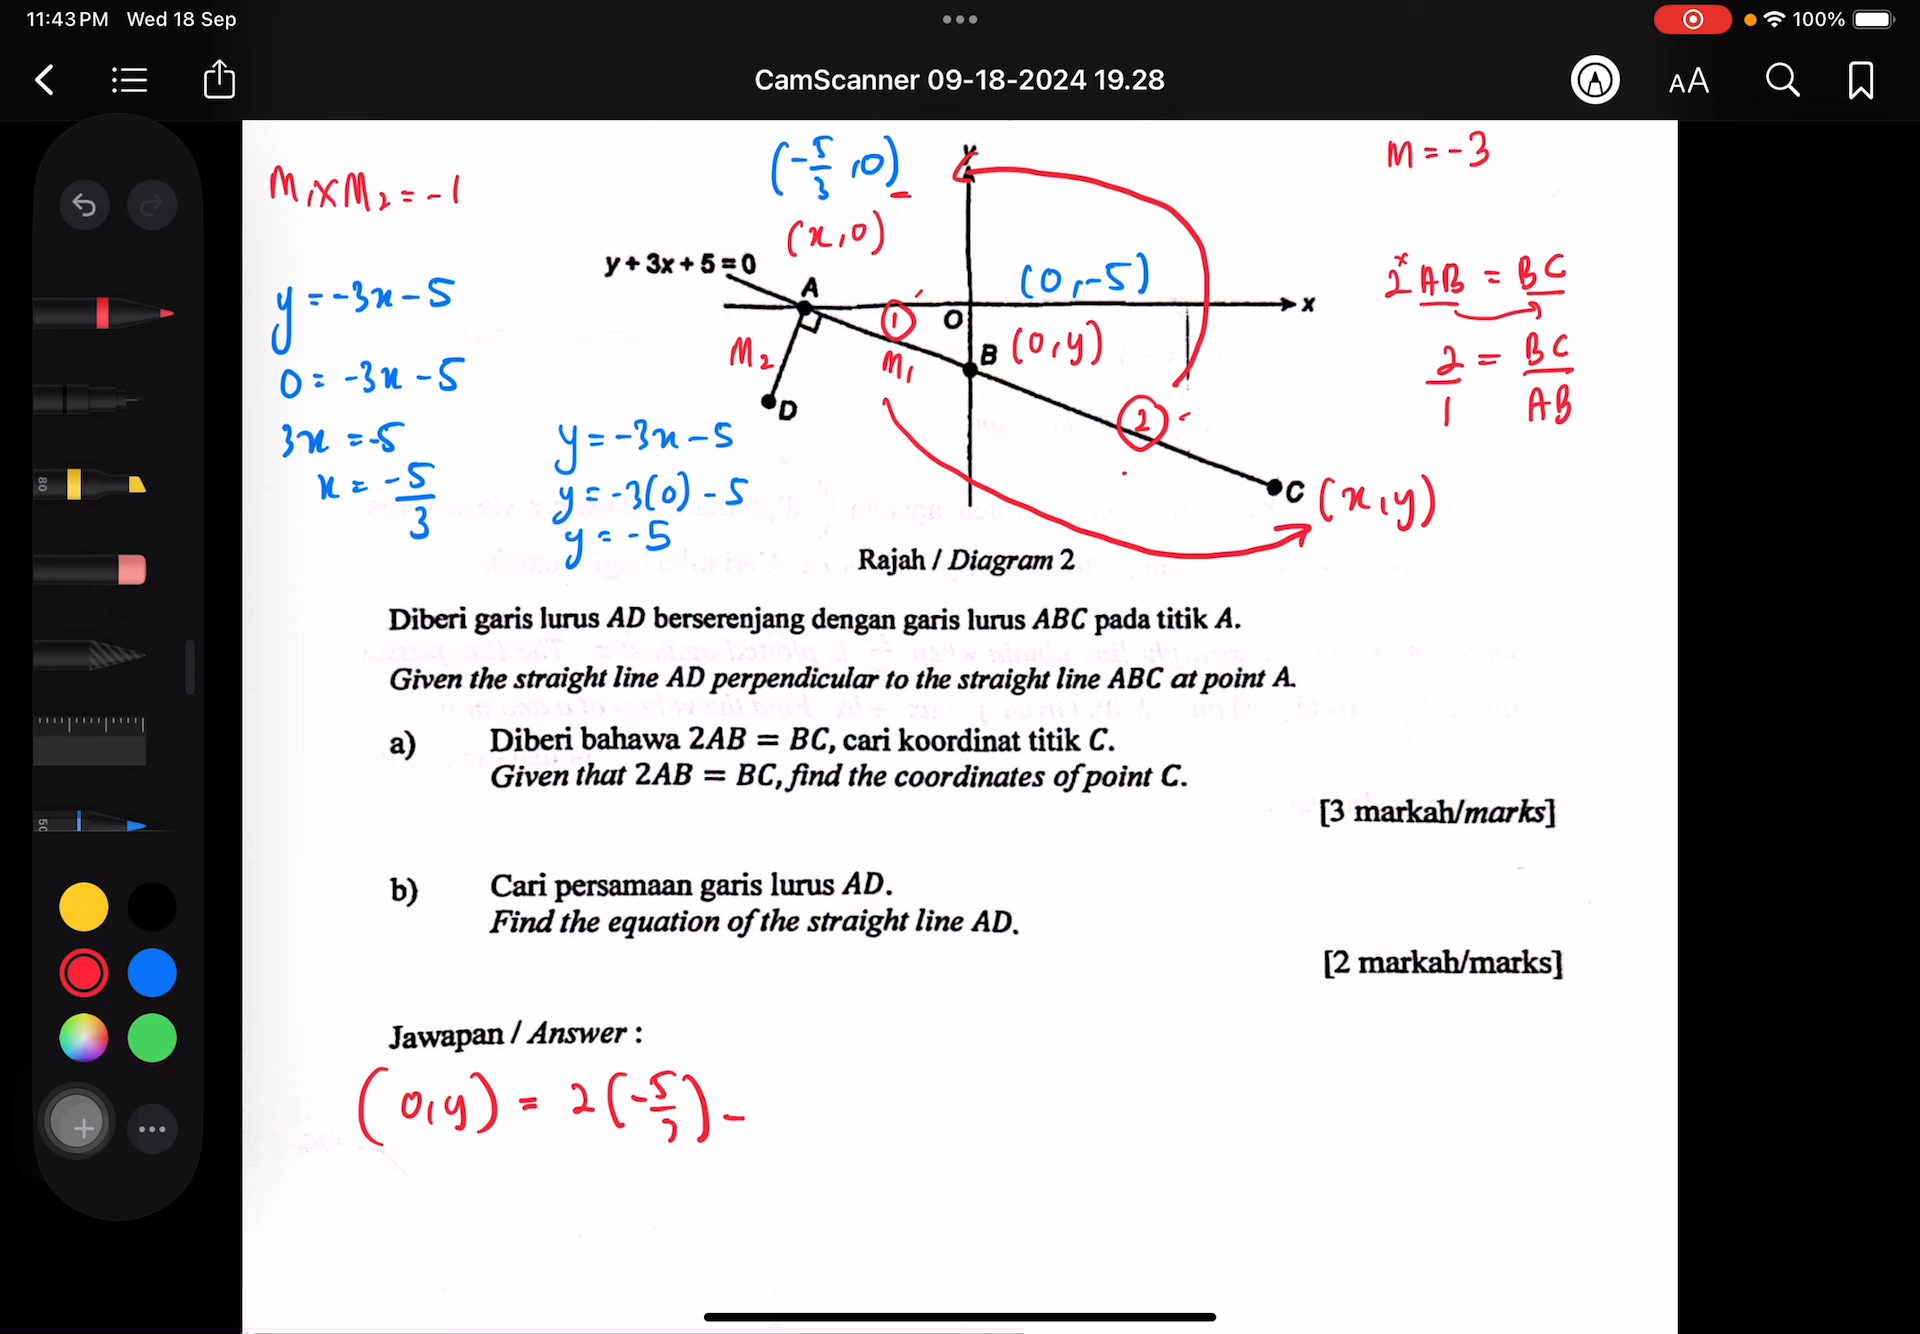 11:43 PM Wed 18 Sep
100%
CamScanner 09-18-2024 19.28
AA
M₁ x M₂ = -1
y = -3x - 5
0 = -3x - 5
3x = -5
x = -5/3
y = -3x - 5
y = -3(0) - 5
y = -5
(-5/3, 0)
(x, 0)
y + 3x + 5 = 0
A
y
(0, -5)
x
O
1
B (0, y)
M₂
M₁
D
2
C (x, y)
M = -3
2 x AB = BC
2/1 = BC/AB
Rajah / Diagram 2
Diberi garis lurus AD berserenjang dengan garis lurus ABC pada titik A.
Given the straight line AD perpendicular to the straight line ABC at point A.
a) Diberi bahawa 2AB = BC, cari koordinat titik C.
Given that 2AB = BC, find the coordinates of point C.
[3 markah/marks]
b) Cari persamaan garis lurus AD.
Find the equation of the straight line AD.
[2 markah/marks]
Jawapan / Answer :
(0, y) = 2(-5/3) -
80